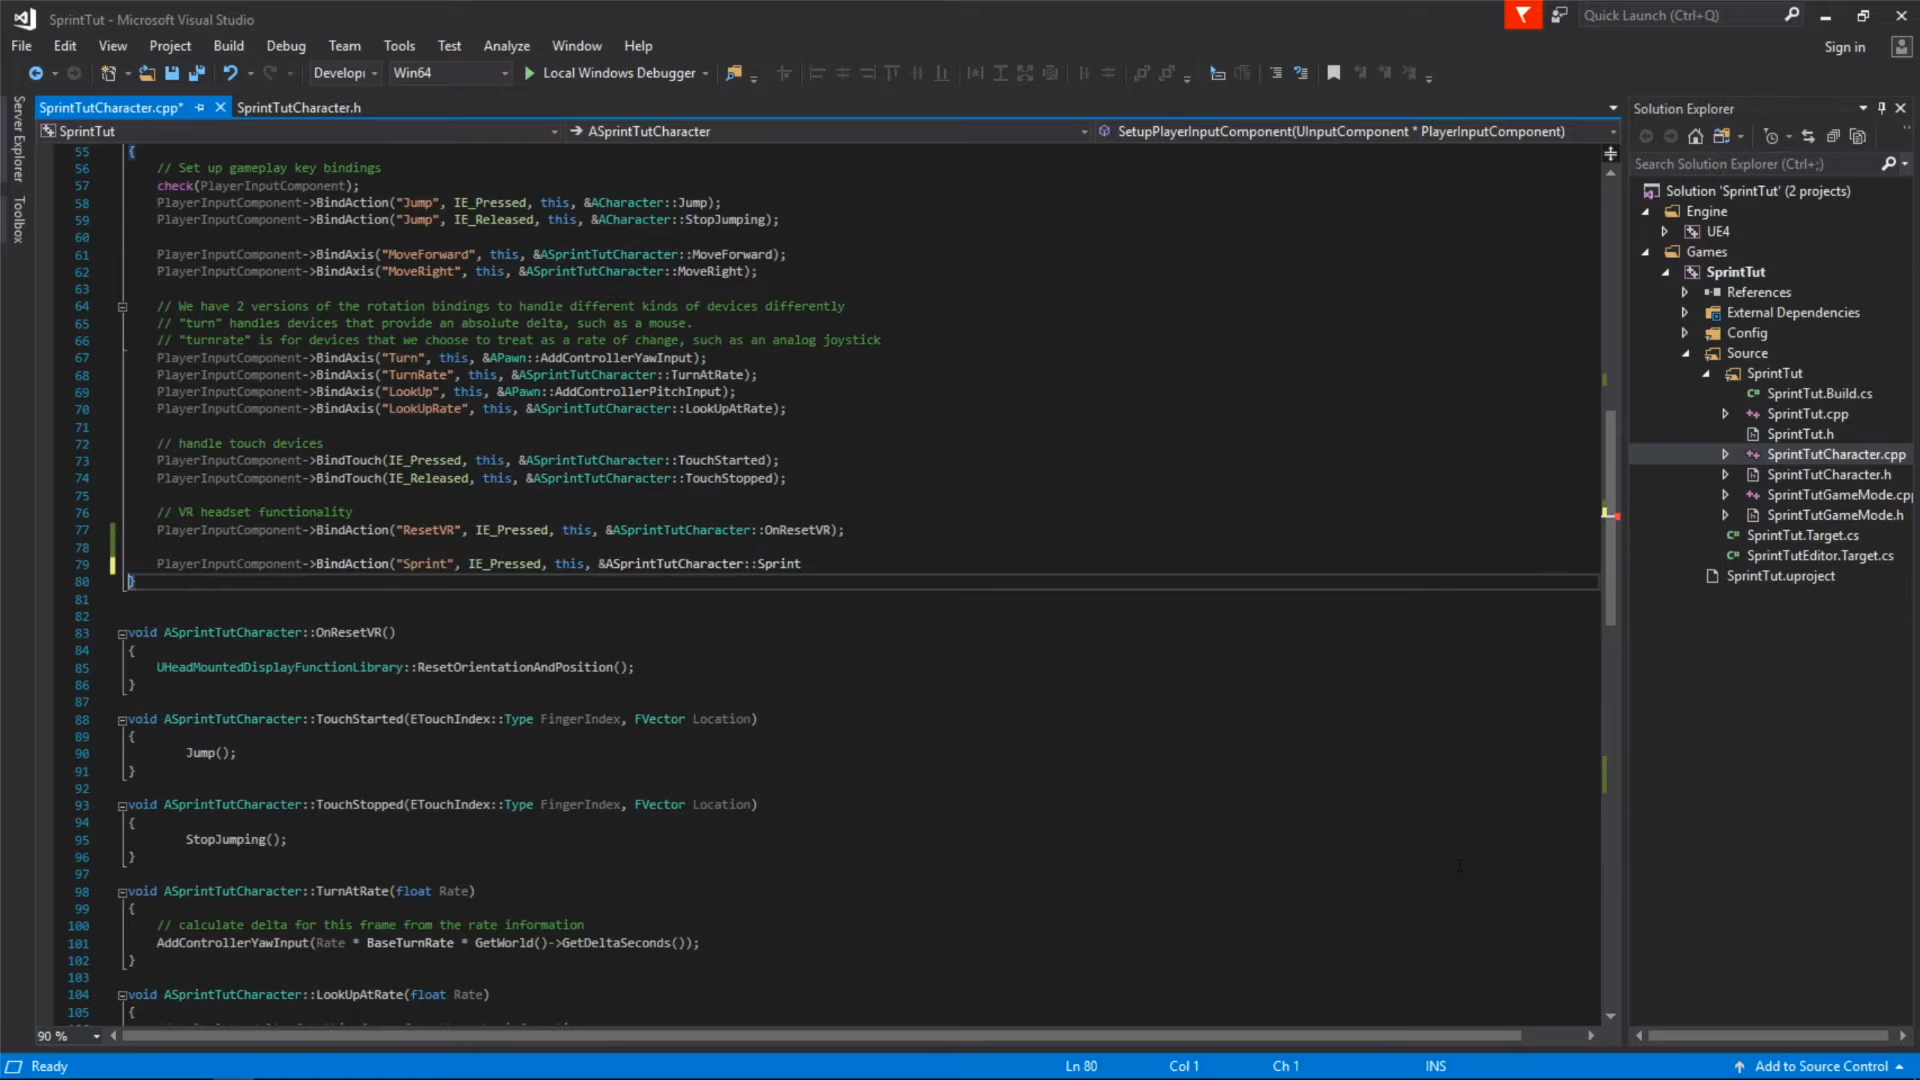 SprintTut - Microsoft Visual Studio
Quick Launch (Ctrl+Q)
File Edit View Project Build Debug Team Tools Test Analyze Window Help
Sign in
Develop Win64 Local Windows Debugger
Server Explorer
Toolbox
SprintTutCharacter.cpp* SprintTutCharacter.h
SprintTut ASprintTutCharacter SetupPlayerInputComponent(UInputComponent * PlayerInputComponent)
55 {
56 // Set up gameplay key bindings
57 check(PlayerInputComponent);
58 PlayerInputComponent->BindAction("Jump", IE_Pressed, this, &ACharacter::Jump);
59 PlayerInputComponent->BindAction("Jump", IE_Released, this, &ACharacter::StopJumping);
60
61 PlayerInputComponent->BindAxis("MoveForward", this, &ASprintTutCharacter::MoveForward);
62 PlayerInputComponent->BindAxis("MoveRight", this, &ASprintTutCharacter::MoveRight);
63
64 // We have 2 versions of the rotation bindings to handle different kinds of devices differently
65 // "turn" handles devices that provide an absolute delta, such as a mouse.
66 // "turnrate" is for devices that we choose to treat as a rate of change, such as an analog joystick
67 PlayerInputComponent->BindAxis("Turn", this, &APawn::AddControllerYawInput);
68 PlayerInputComponent->BindAxis("TurnRate", this, &ASprintTutCharacter::TurnAtRate);
69 PlayerInputComponent->BindAxis("LookUp", this, &APawn::AddControllerPitchInput);
70 PlayerInputComponent->BindAxis("LookUpRate", this, &ASprintTutCharacter::LookUpAtRate);
71
72 // handle touch devices
73 PlayerInputComponent->BindTouch(IE_Pressed, this, &ASprintTutCharacter::TouchStarted);
74 PlayerInputComponent->BindTouch(IE_Released, this, &ASprintTutCharacter::TouchStopped);
75
76 // VR headset functionality
77 PlayerInputComponent->BindAction("ResetVR", IE_Pressed, this, &ASprintTutCharacter::OnResetVR);
78
79 PlayerInputComponent->BindAction("Sprint", IE_Pressed, this, &ASprintTutCharacter::Sprint
80 }
81
82
83 void ASprintTutCharacter::OnResetVR()
84 {
85 UHeadMountedDisplayFunctionLibrary::ResetOrientationAndPosition();
86 }
87
88 void ASprintTutCharacter::TouchStarted(ETouchIndex::Type FingerIndex, FVector Location)
89 {
90 Jump();
91 }
92
93 void ASprintTutCharacter::TouchStopped(ETouchIndex::Type FingerIndex, FVector Location)
94 {
95 StopJumping();
96 }
97
98 void ASprintTutCharacter::TurnAtRate(float Rate)
99 {
100 // calculate delta for this frame from the rate information
101 AddControllerYawInput(Rate * BaseTurnRate * GetWorld()->GetDeltaSeconds());
102 }
103
104 void ASprintTutCharacter::LookUpAtRate(float Rate)
105 {
90 %
Solution Explorer
Search Solution Explorer (Ctrl+;)
Solution 'SprintTut' (2 projects)
Engine
UE4
Games
SprintTut
References
External Dependencies
Config
Source
SprintTut
SprintTut.Build.cs
SprintTut.cpp
SprintTut.h
SprintTutCharacter.cpp
SprintTutCharacter.h
SprintTutGameMode.cpp
SprintTutGameMode.h
SprintTut.Target.cs
SprintTutEditor.Target.cs
SprintTut.uproject
Ready Ln 80 Col 1 Ch 1 INS Add to Source Control